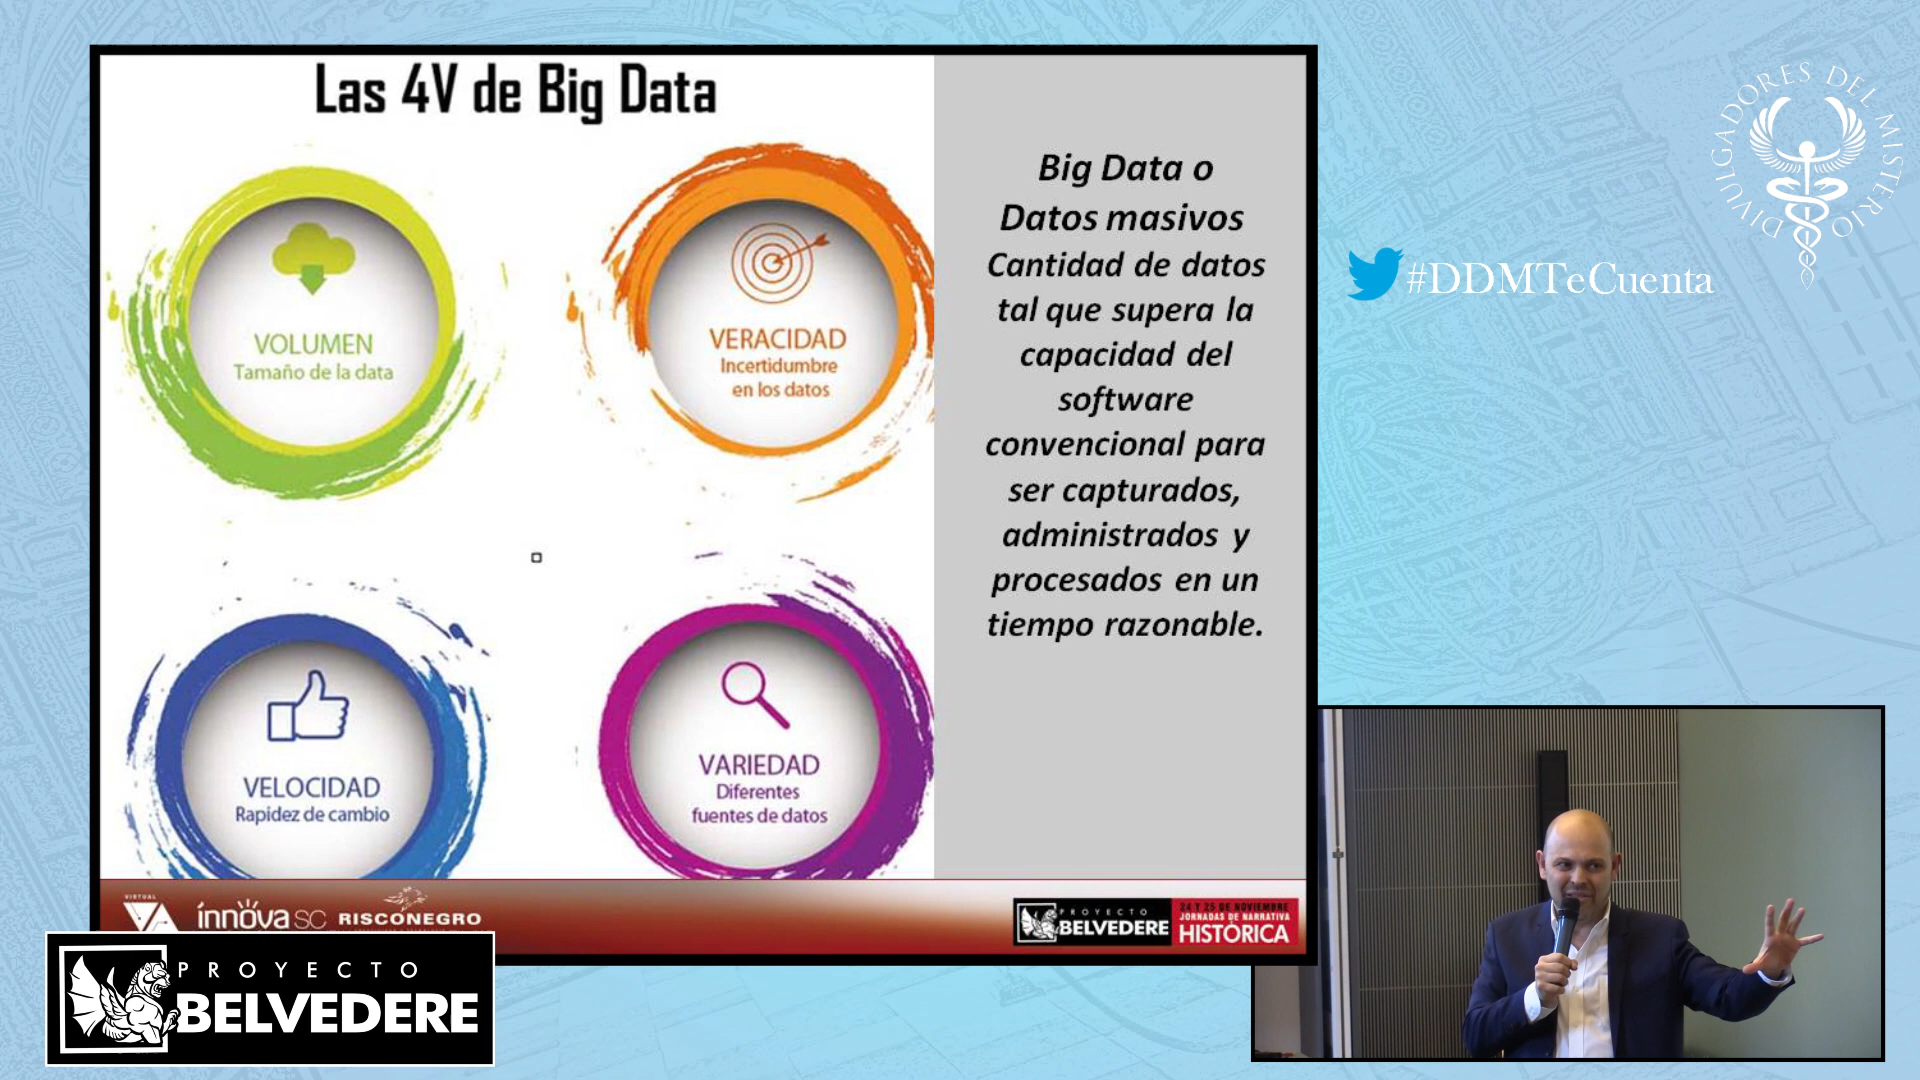 Las 4V de Big Data
VOLUMEN
Tamaño de la data
VERACIDAD
Incertidumbre
en los datos
VELOCIDAD
Rapidez de cambio
VARIEDAD
Diferentes
fuentes de datos
Big Data o
Datos masivos
Cantidad de datos
tal que supera la
capacidad del
software
convencional para
ser capturados,
administrados y
procesados en un
tiempo razonable.
VIRTUAL
innova SC
RISCONEGRO
PROYECTO
BELVEDERE
24 Y 25 DE NOVIEMBRE
JORNADAS DE NARRATIVA
HISTÓRICA
PROYECTO
BELVEDERE
DIVULGADORES DEL MISTERIO
#DDMTeCuenta